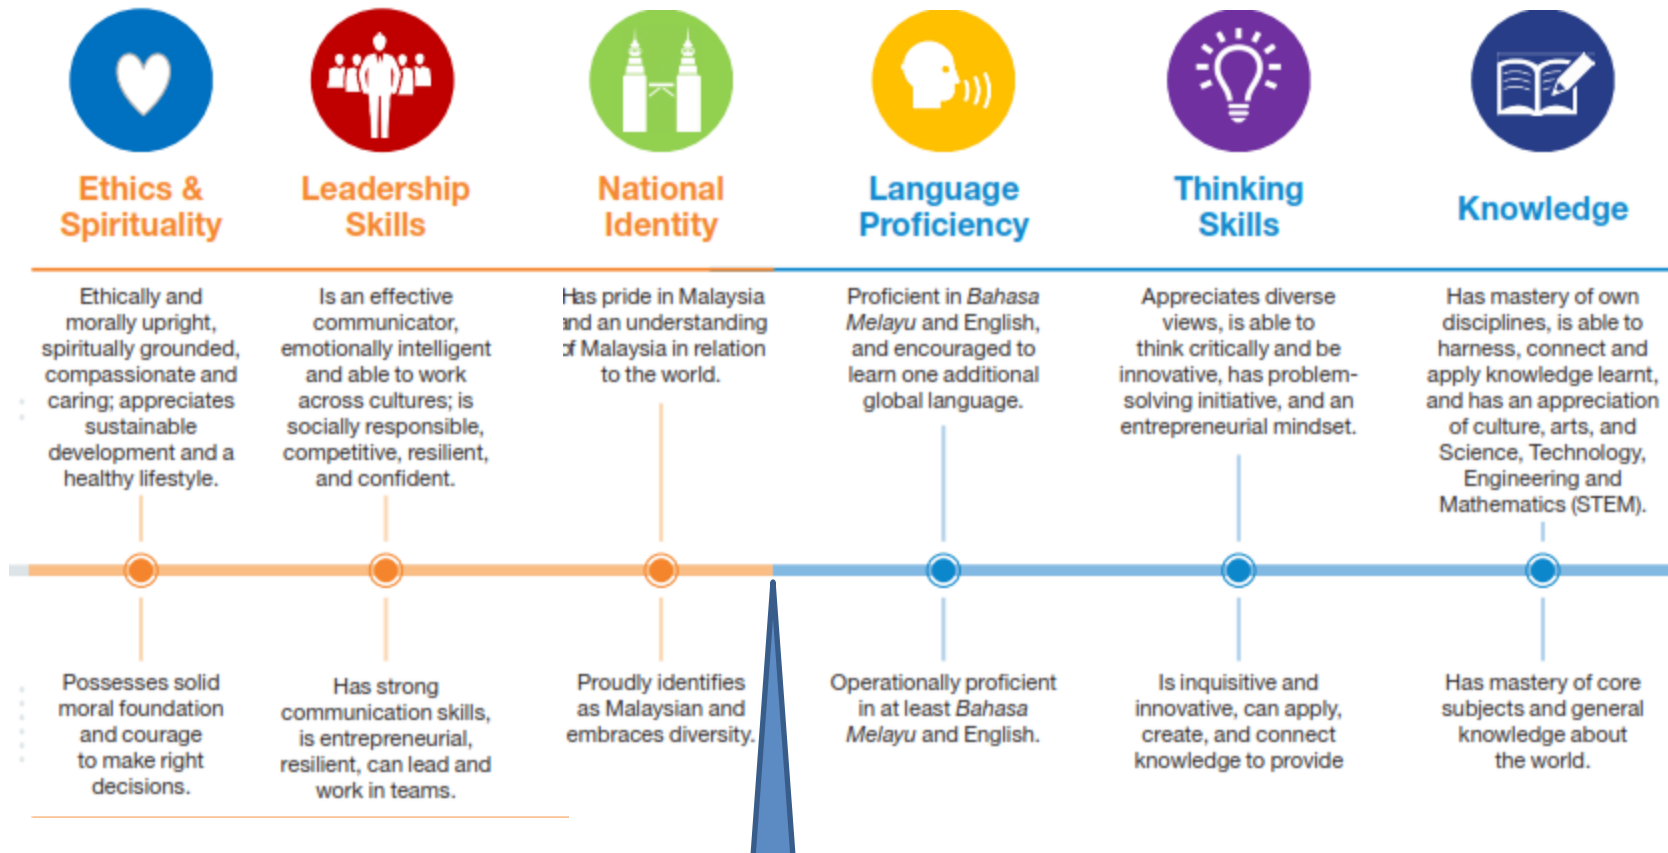 Ethics &
Spirituality
Leadership
Skills
National
Identity
Language
Proficiency
Thinking
Skills
Knowledge
Ethically and
morally upright,
spiritually grounded,
compassionate and
caring; appreciates
sustainable
development and a
healthy lifestyle.
Is an effective
communicator,
emotionally intelligent
and able to work
across cultures; is
socially responsible,
competitive, resilient,
and confident.
Has pride in Malaysia
and an understanding
of Malaysia in relation
to the world.
Proficient in Bahasa
Melayu and English,
and encouraged to
learn one additional
global language.
Appreciates diverse
views, is able to
think critically and be
innovative, has problem-
solving initiative, and an
entrepreneurial mindset.
Has mastery of own
disciplines, is able to
harness, connect and
apply knowledge learnt,
and has an appreciation
of culture, arts, and
Science, Technology,
Engineering and
Mathematics (STEM).
Possesses solid
moral foundation
and courage
to make right
decisions.
Has strong
communication skills,
is entrepreneurial,
resilient, can lead and
work in teams.
Proudly identifies
as Malaysian and
embraces diversity.
Operationally proficient
in at least Bahasa
Melayu and English.
Is inquisitive and
innovative, can apply,
create, and connect
knowledge to provide
Has mastery of core
subjects and general
knowledge about
the world.